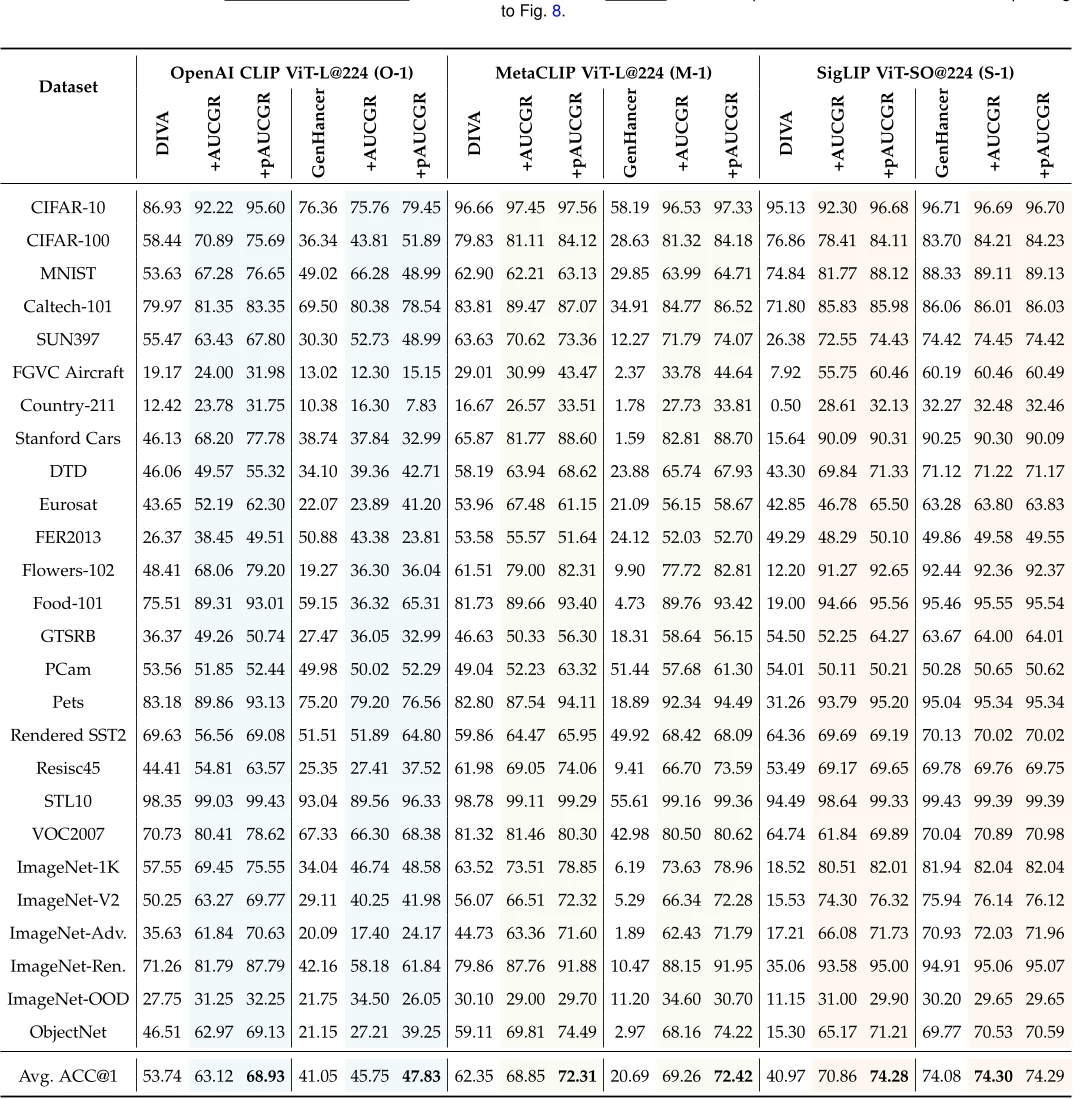 to Fig. 8.
Dataset OpenAI CLIP ViT-L@224 (O-1) MetaCLIP ViT-L@224 (M-1) SigLIP ViT-SO@224 (S-1)
DIVA +AUCGR +pAUCGR GenHancer +AUCGR +pAUCGR DIVA +AUCGR +pAUCGR GenHancer +AUCGR +pAUCGR DIVA +AUCGR +pAUCGR GenHancer +AUCGR +pAUCGR
CIFAR-10 86.93 92.22 95.60 76.36 75.76 79.45 96.66 97.45 97.56 58.19 96.53 97.33 95.13 92.30 96.68 96.71 96.69 96.70
CIFAR-100 58.44 70.89 75.69 36.34 43.81 51.89 79.83 81.11 84.12 28.63 81.32 84.18 76.86 78.41 84.11 83.70 84.21 84.23
MNIST 53.63 67.28 76.65 49.02 66.28 48.99 62.90 62.21 63.13 29.85 63.99 64.71 74.84 81.77 88.12 88.33 89.11 89.13
Caltech-101 79.97 81.35 83.35 69.50 80.38 78.54 83.81 89.47 87.07 34.91 84.77 86.52 71.80 85.83 85.98 86.06 86.01 86.03
SUN397 55.47 63.43 67.80 30.30 52.73 48.99 63.63 70.62 73.36 12.27 71.79 74.07 26.38 72.55 74.43 74.42 74.45 74.42
FGVC Aircraft 19.17 24.00 31.98 13.02 12.30 15.15 29.01 30.99 43.47 2.37 33.78 44.64 7.92 55.75 60.46 60.19 60.46 60.49
Country-211 12.42 23.78 31.75 10.38 16.30 7.83 16.67 26.57 33.51 1.78 27.73 33.81 0.50 28.61 32.13 32.27 32.48 32.46
Stanford Cars 46.13 68.20 77.78 38.74 37.84 32.99 65.87 81.77 88.60 1.59 82.81 88.70 15.64 90.09 90.31 90.25 90.30 90.09
DTD 46.06 49.57 55.32 34.10 39.36 42.71 58.19 63.94 68.62 23.88 65.74 67.93 43.30 69.84 71.33 71.12 71.22 71.17
Eurosat 43.65 52.19 62.30 22.07 23.89 41.20 53.96 67.48 61.15 21.09 56.15 58.67 42.85 46.78 65.50 63.28 63.80 63.83
FER2013 26.37 38.45 49.51 50.88 43.38 23.81 53.58 55.57 51.64 24.12 52.03 52.70 49.29 48.29 50.10 49.86 49.58 49.55
Flowers-102 48.41 68.06 79.20 19.27 36.30 36.04 61.51 79.00 82.31 9.90 77.72 82.81 12.20 91.27 92.65 92.44 92.36 92.37
Food-101 75.51 89.31 93.01 59.15 36.32 65.31 81.73 89.66 93.40 4.73 89.76 93.42 19.00 94.66 95.56 95.46 95.55 95.54
GTSRB 36.37 49.26 50.74 27.47 36.05 32.99 46.63 50.33 56.30 18.31 58.64 56.15 54.50 52.25 64.27 63.67 64.00 64.01
PCam 53.56 51.85 52.44 49.98 50.02 52.29 49.04 52.23 63.32 51.44 57.68 61.30 54.01 50.11 50.21 50.28 50.65 50.62
Pets 83.18 89.86 93.13 75.20 79.20 76.56 82.80 87.54 94.11 18.89 92.34 94.49 31.26 93.79 95.20 95.04 95.34 95.34
Rendered SST2 69.63 56.56 69.08 51.51 51.89 64.80 59.86 64.47 65.95 49.92 68.42 68.09 64.36 69.69 69.19 70.13 70.02 70.02
Resisc45 44.41 54.81 63.57 25.35 27.41 37.52 61.98 69.05 74.06 9.41 66.70 73.59 53.49 69.17 69.65 69.78 69.76 69.75
STL10 98.35 99.03 99.43 93.04 89.56 96.33 98.78 99.11 99.29 55.61 99.16 99.36 94.49 98.64 99.33 99.43 99.39 99.39
VOC2007 70.73 80.41 78.62 67.33 66.30 68.38 81.32 81.46 80.30 42.98 80.50 80.62 64.74 61.84 69.89 70.04 70.89 70.98
ImageNet-1K 57.55 69.45 75.55 34.04 46.74 48.58 63.52 73.51 78.85 6.19 73.63 78.96 18.52 80.51 82.01 81.94 82.04 82.04
ImageNet-V2 50.25 63.27 69.77 29.11 40.25 41.98 56.07 66.51 72.32 5.29 66.34 72.28 15.53 74.30 76.32 75.94 76.14 76.12
ImageNet-Adv. 35.63 61.84 70.63 20.09 17.40 24.17 44.73 63.36 71.60 1.89 62.43 71.79 17.21 66.08 71.73 70.93 72.03 71.96
ImageNet-Ren. 71.26 81.79 87.79 42.16 58.18 61.84 79.86 87.76 91.88 10.47 88.15 91.95 35.06 93.58 95.00 94.91 95.06 95.07
ImageNet-OOD 27.75 31.25 32.25 21.75 34.50 26.05 30.10 29.00 29.70 11.20 34.60 30.70 11.15 31.00 29.90 30.20 29.65 29.65
ObjectNet 46.51 62.97 69.13 21.15 27.21 39.25 59.11 69.81 74.49 2.97 68.16 74.22 15.30 65.17 71.21 69.77 70.53 70.59
Avg. ACC@1 53.74 63.12 68.93 41.05 45.75 47.83 62.35 68.85 72.31 20.69 69.26 72.42 40.97 70.86 74.28 74.08 74.30 74.29